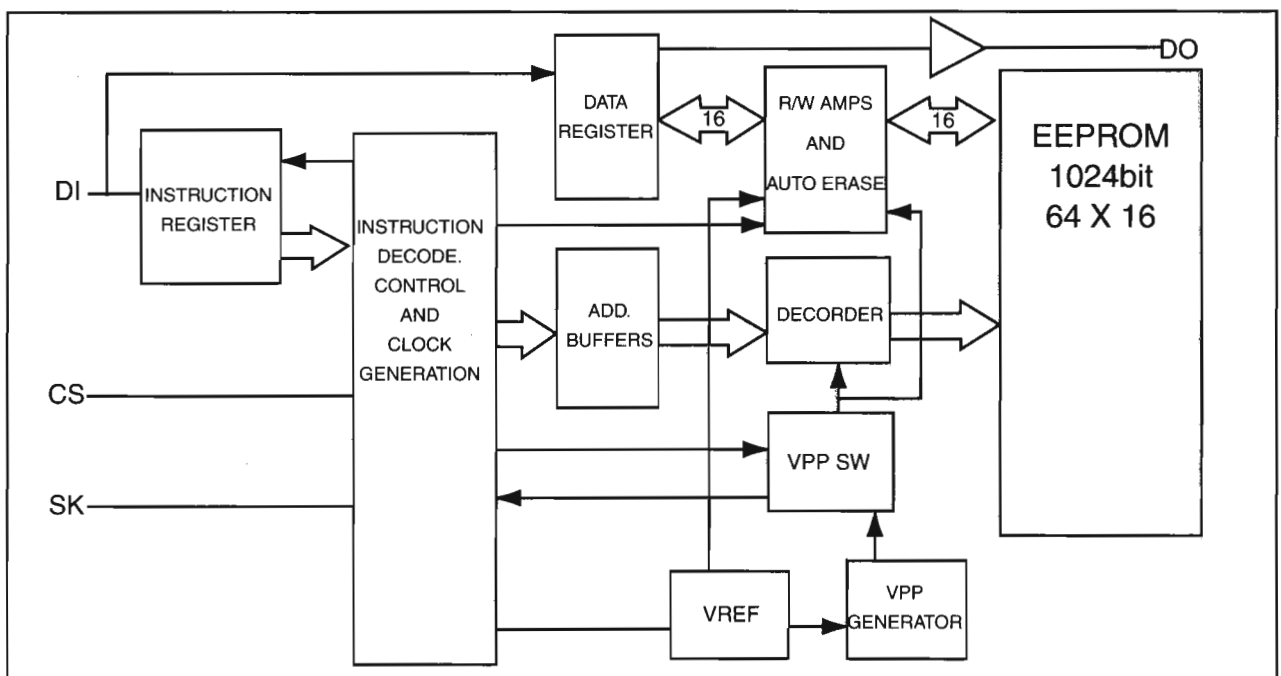 DO
DATA
REGISTER
16
R/W AMPS
AND
AUTO ERASE
16
EEPROM
1024bit
64 X 16
DI
INSTRUCTION
REGISTER
INSTRUCTION
DECODE.
CONTROL
AND
CLOCK
GENERATION
ADD.
BUFFERS
DECORDER
CS
VPP SW
SK
VREF
VPP
GENERATOR